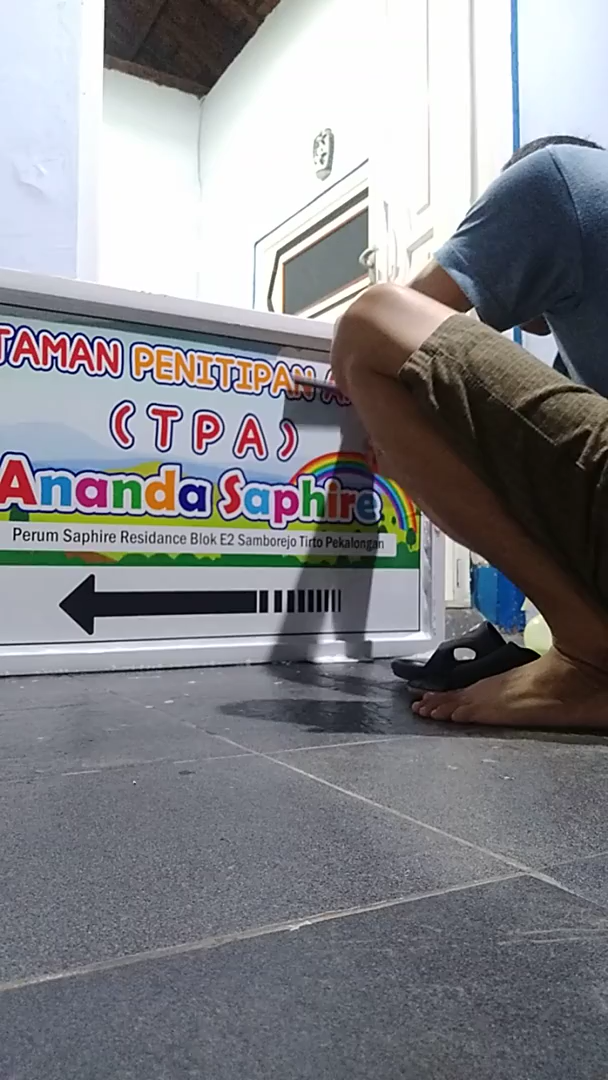 TAMAN PENITIPAN A
(TPA)
Ananda Saphire
Perum Saphire Residance Blok E2 Samborejo Tirto Pekalongan